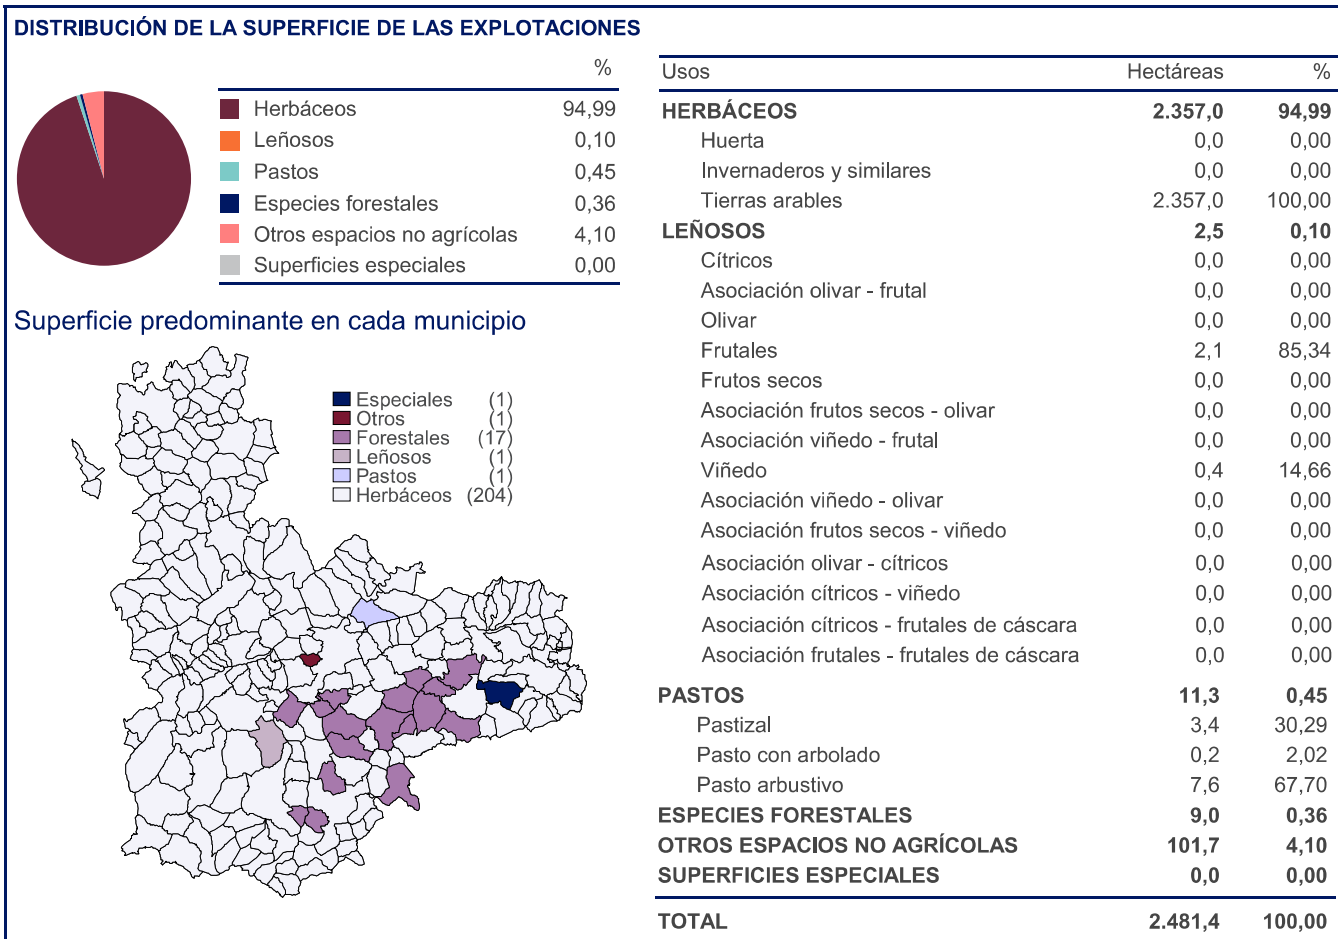 DISTRIBUCIÓN DE LA SUPERFICIE DE LAS EXPLOTACIONES
%
Herbáceos 94,99
Leñosos 0,10
Pastos 0,45
Especies forestales 0,36
Otros espacios no agrícolas 4,10
Superficies especiales 0,00
Superficie predominante en cada municipio
Especiales (1)
Otros (1)
Forestales (17)
Leñosos (1)
Pastos (1)
Herbáceos (204)
Usos Hectáreas %
HERBÁCEOS 2.357,0 94,99
Huerta 0,0 0,00
Invernaderos y similares 0,0 0,00
Tierras arables 2.357,0 100,00
LEÑOSOS 2,5 0,10
Cítricos 0,0 0,00
Asociación olivar - frutal 0,0 0,00
Olivar 0,0 0,00
Frutales 2,1 85,34
Frutos secos 0,0 0,00
Asociación frutos secos - olivar 0,0 0,00
Asociación viñedo - frutal 0,0 0,00
Viñedo 0,4 14,66
Asociación viñedo - olivar 0,0 0,00
Asociación frutos secos - viñedo 0,0 0,00
Asociación olivar - cítricos 0,0 0,00
Asociación cítricos - viñedo 0,0 0,00
Asociación cítricos - frutales de cáscara 0,0 0,00
Asociación frutales - frutales de cáscara 0,0 0,00
PASTOS 11,3 0,45
Pastizal 3,4 30,29
Pasto con arbolado 0,2 2,02
Pasto arbustivo 7,6 67,70
ESPECIES FORESTALES 9,0 0,36
OTROS ESPACIOS NO AGRÍCOLAS 101,7 4,10
SUPERFICIES ESPECIALES 0,0 0,00
TOTAL 2.481,4 100,00